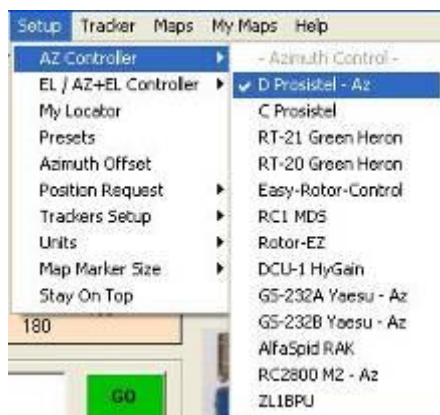 Setup Tracker Maps My Maps Help
AZ Controller
EL / AZ+EL Controller
My Locator
Presets
Azimuth Offset
Position Request
Trackers Setup
Units
Map Marker Size
Stay On Top
- Azimuth Control -
D Prosistel - Az
C Prosistel
RT-21 Green Heron
RT-20 Green Heron
Easy-Rotor-Control
RC1 MDS
Rotor-EZ
DCU-1 HyGain
GS-232A Yaesu - Az
GS-232B Yaesu - Az
AlfaSpid RAK
RC2800 M2 - Az
ZL1BPU
180
GO